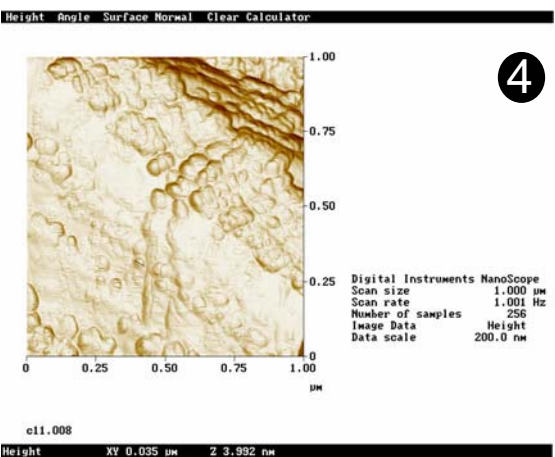 Height Angle Surface Normal Clear Calculator
4
1.00
0.75
0.50
0.25
0
0 0.25 0.50 0.75 1.00
µm
Digital Instruments NanoScope
Scan size 1.000 µm
Scan rate 1.001 Hz
Number of samples 256
Image Data Height
Data scale 200.0 nm
c11.008
Height XY 0.035 µm Z 3.992 nm